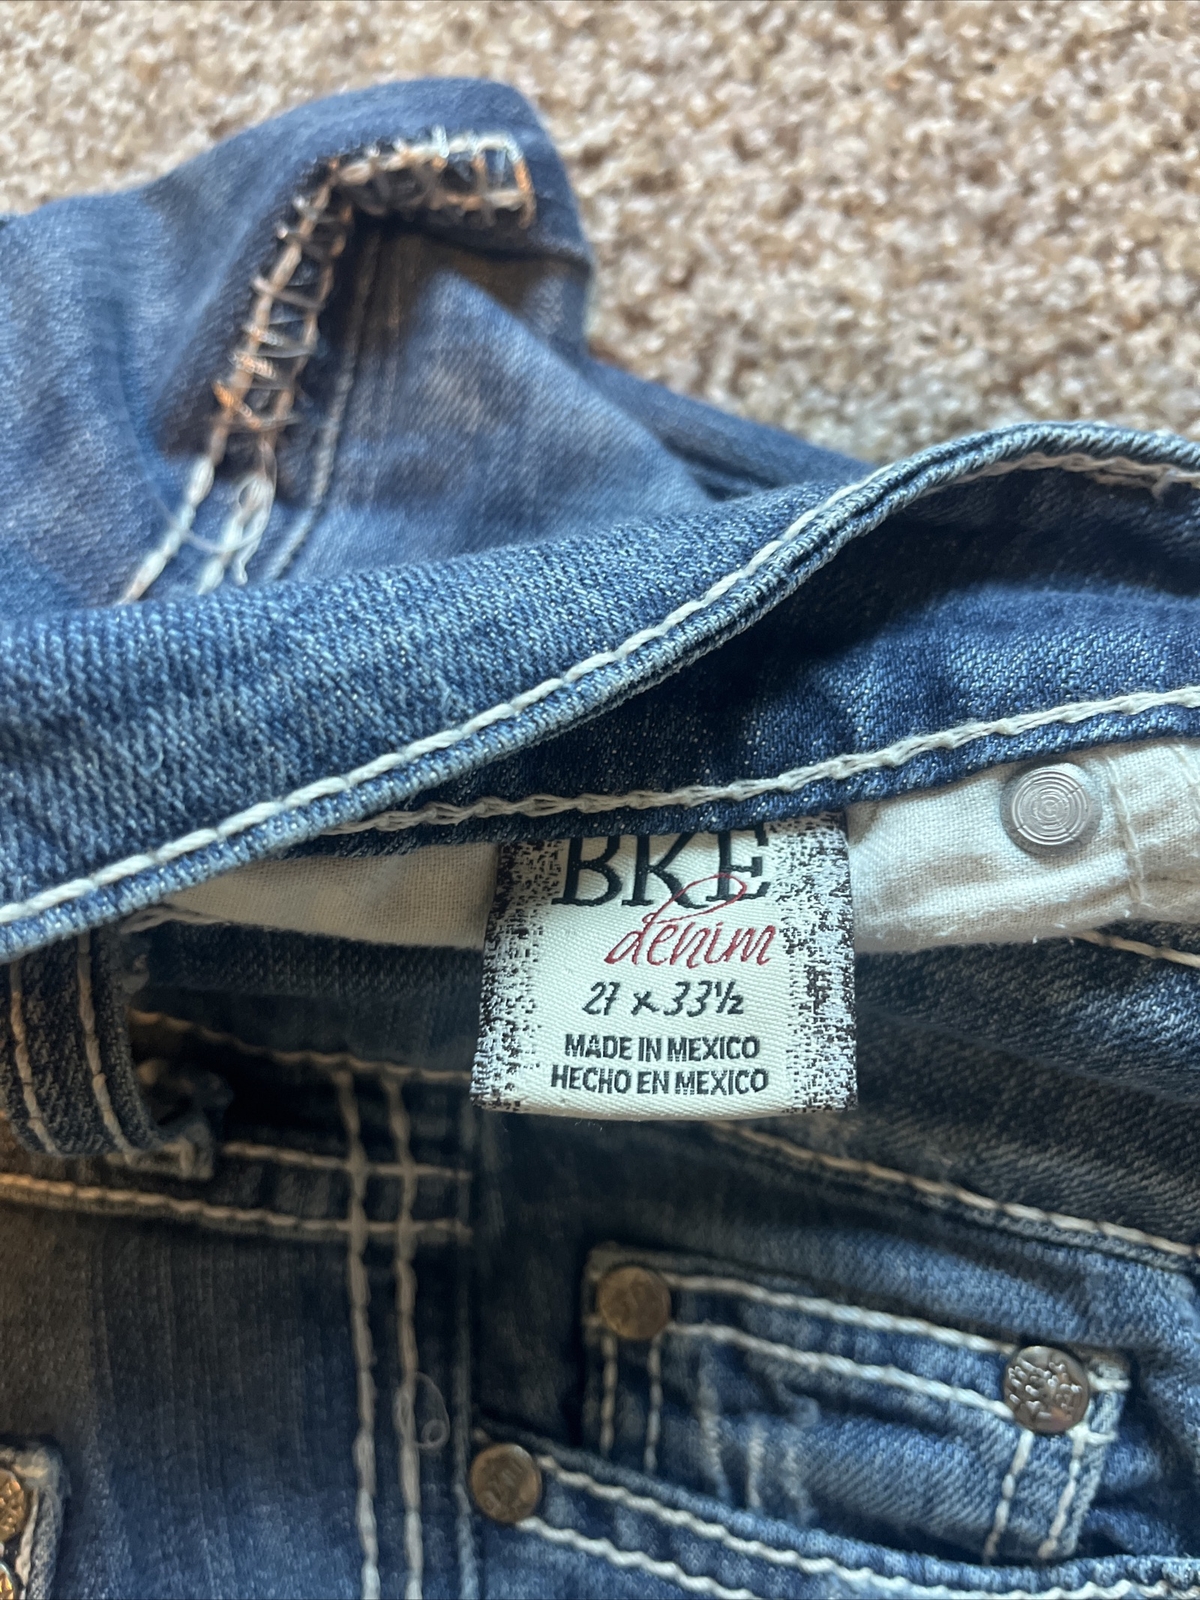 BKE
denim
27 x 33½
MADE IN MEXICO
HECHO EN MEXICO